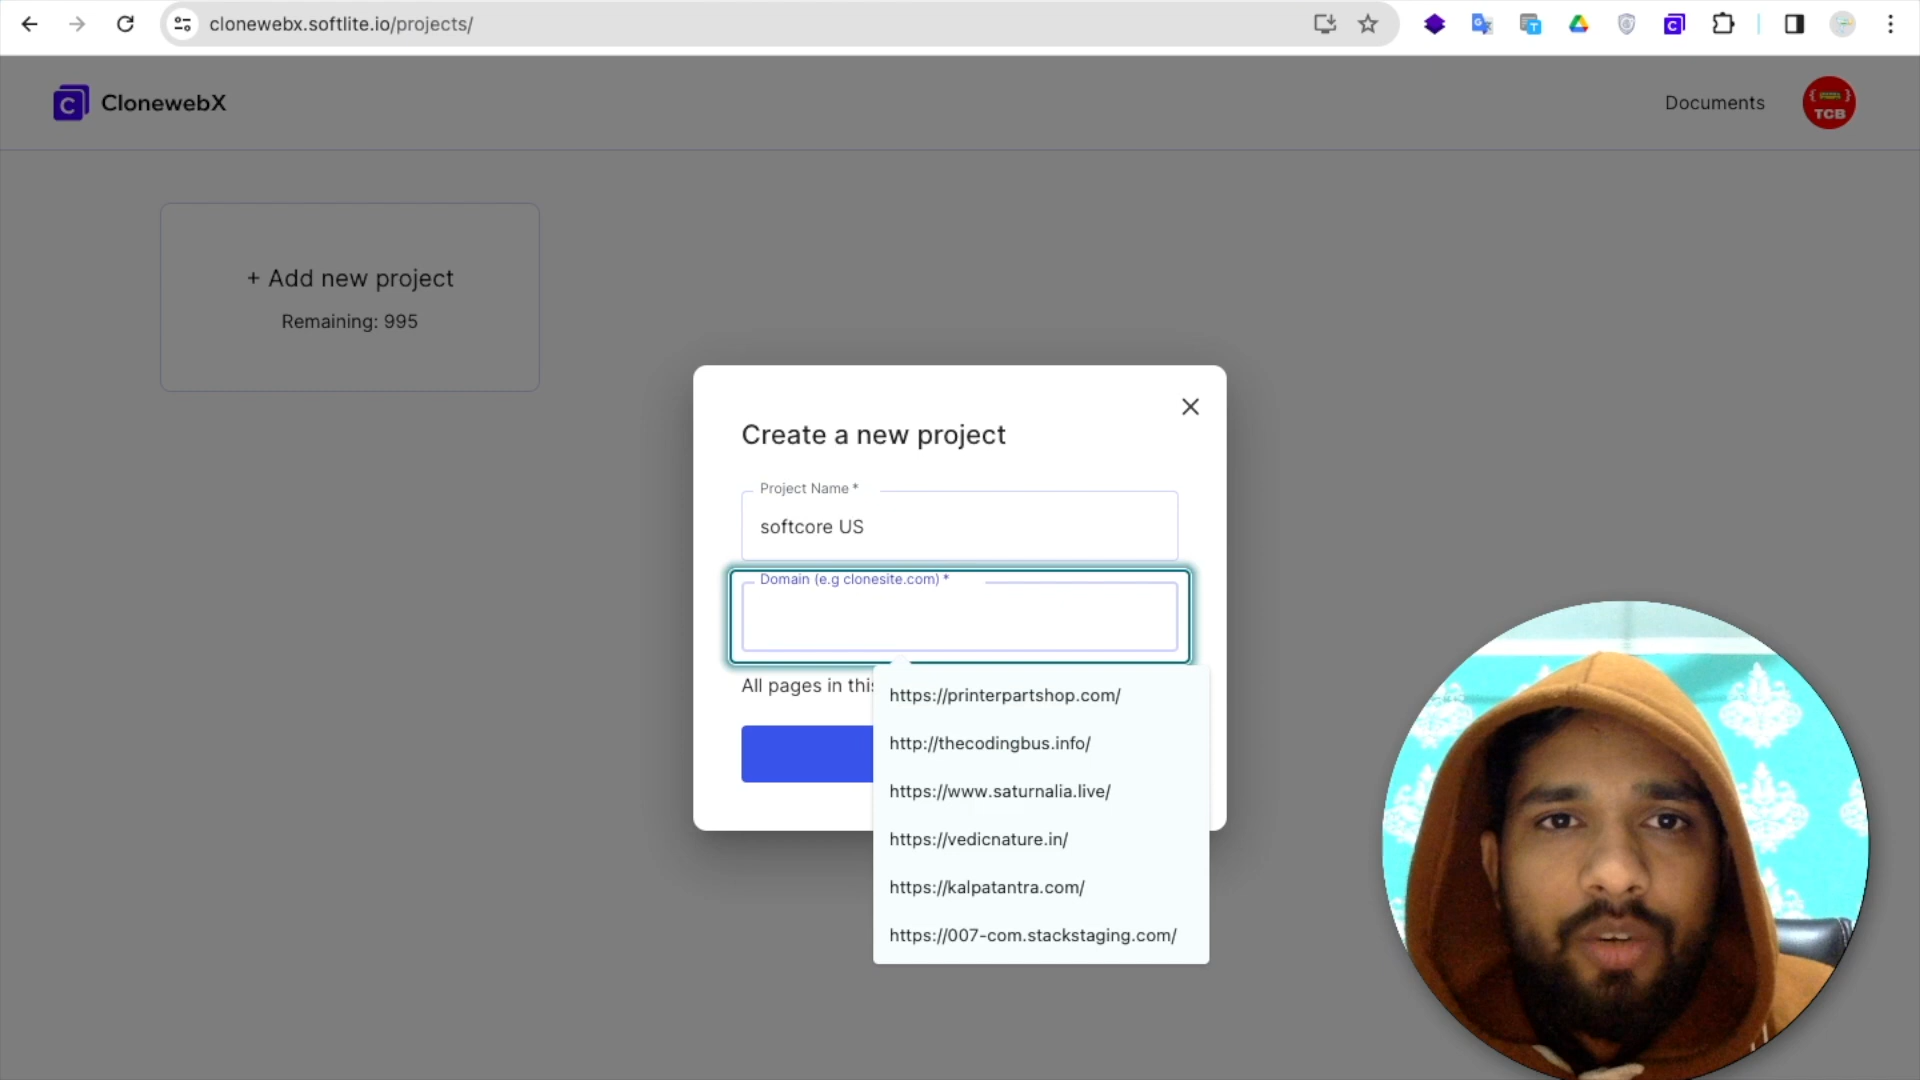 clonewebx.softlite.io/projects/
C
ClonewebX
Documents
TCB
+ Add new project
Remaining: 995
Create a new project
Project Name *
softcore US
Domain (e.g clonesite.com) *
All pages in this
https://printerpartshop.com/
http://thecodingbus.info/
https://www.saturnalia.live/
https://vedicnature.in/
https://kalpatantra.com/
https://007-com.stackstaging.com/